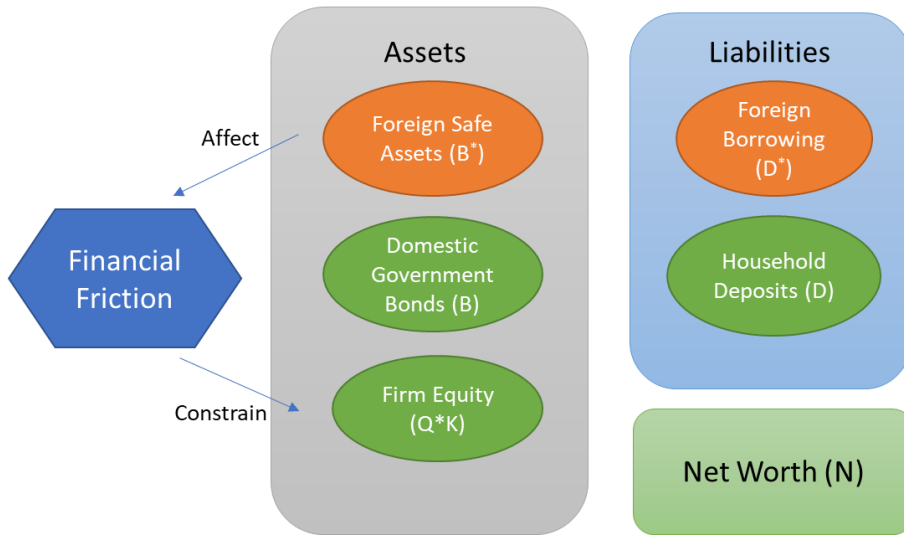 Assets
Liabilities
Affect
Foreign Safe
Assets (B*)
Foreign
Borrowing
(D*)
Financial
Friction
Domestic
Government
Bonds (B)
Household
Deposits (D)
Constrain
Firm Equity
(Q*K)
Net Worth (N)